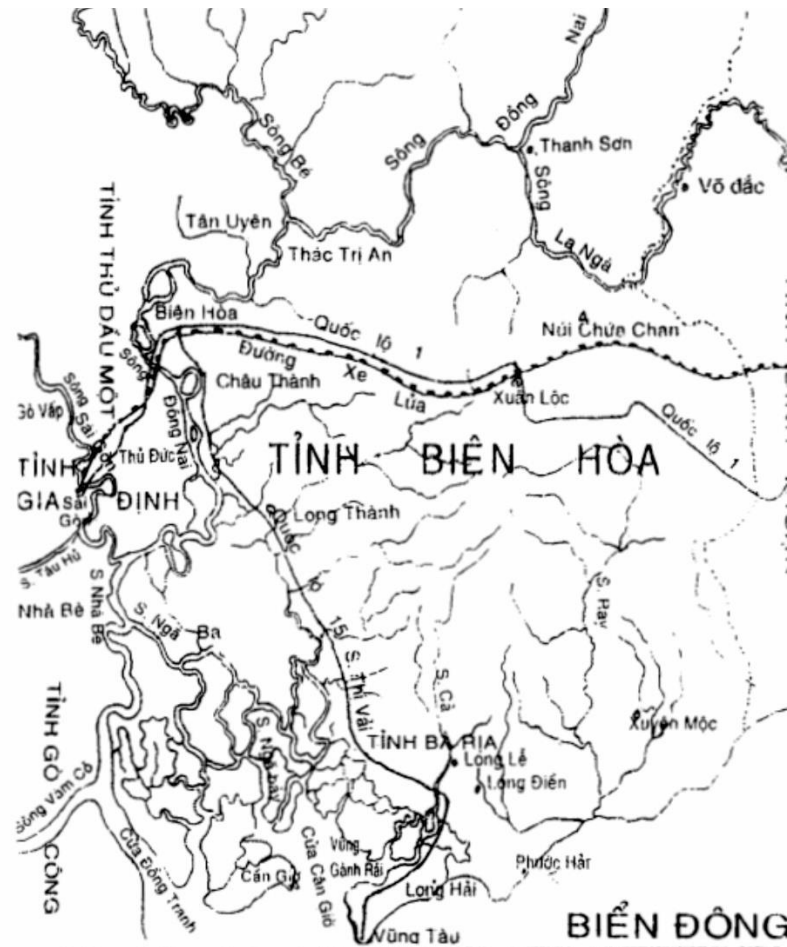 Nai
Đồng
Sông
Thanh Sơn
Sông Bé
Sông
Võ đắc
La Ngà
Tân Uyên
Thác Trị An
TỈNH THỦ DẦU MỘT
Biên Hòa
Quốc lộ 1
Núi Chứa Chan
Đường Xe Lửa
Sông
Đồng Nai
Châu Thành
Xuân Lộc
Quốc lộ 1
Sông Sài Gòn
Gò Vấp
Thủ Đức
TỈNH BIÊN HÒA
TỈNH
GIA ĐỊNH
Sài
Gòn
Long Thành
Quốc lộ 15
S. Tàu Hủ
S. Nhà Bè
Nhà Bè
S. Ngã Ba
S. Ray
S. Thị Vải
S. Cả
S. Ngã bảy
Xuyên Mộc
TỈNH BÀ RỊA
Long Lễ
Long Điền
TỈNH GÒ CÔNG
Sông Vàm Cỏ
Cửa Đồng Tranh
Cần Giờ
Cửa Cần Giờ
Vũng
Gành Rái
Phước Hải
Long Hải
Vũng Tàu
BIỂN ĐÔNG